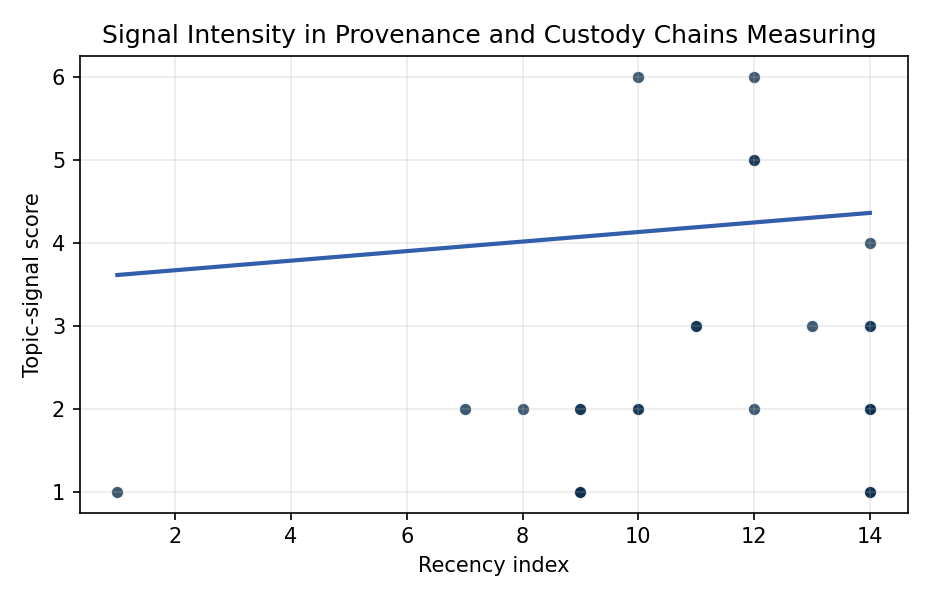 Signal Intensity in Provenance and Custody Chains Measuring
Topic-signal score
6
5
4
3
2
1
2 4 6 8 10 12 14
Recency index